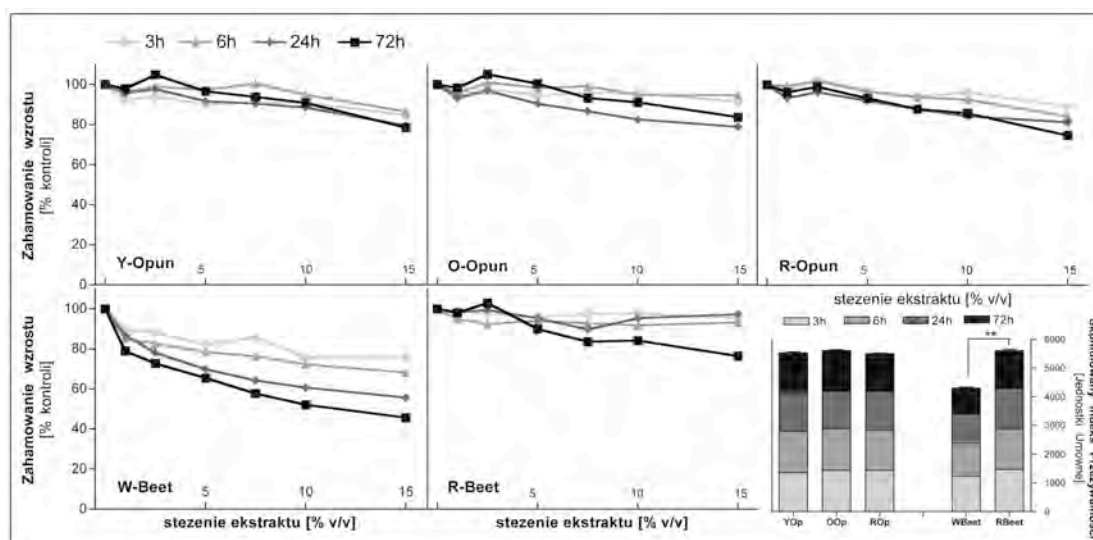 3h 6h 24h 72h
Zahamowanie wzrostu
[% kontroli]
100
80
60
40
20
0
Y-Opun
5
10
15
O-Opun
5
10
15
R-Opun
5
10
15
Zahamowanie wzrostu
[% kontroli]
100
80
60
40
20
0
W-Beet
5
10
15
stezenie ekstraktu [% v/v]
R-Beet
5
10
15
stezenie ekstraktu [% v/v]
stezenie ekstraktu [% v/v]
3h 6h 24h 72h
**
6000
5000
4000
3000
2000
1000
0
YOp OOp ROp WBeet RBeet
Skumulowany Indeks Przeżywalności
[Jednostki Umowne]